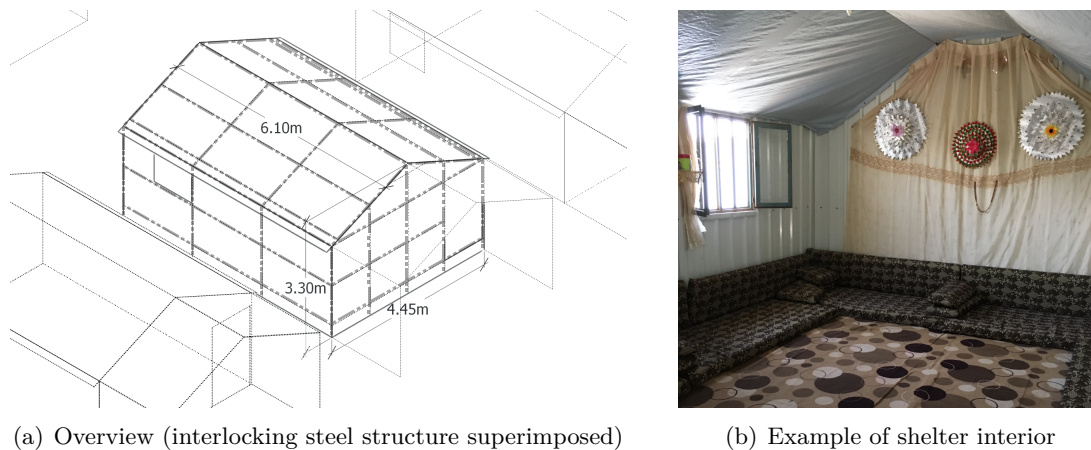 6.10m
3.30m
4.45m
(a) Overview (interlocking steel structure superimposed)
(b) Example of shelter interior